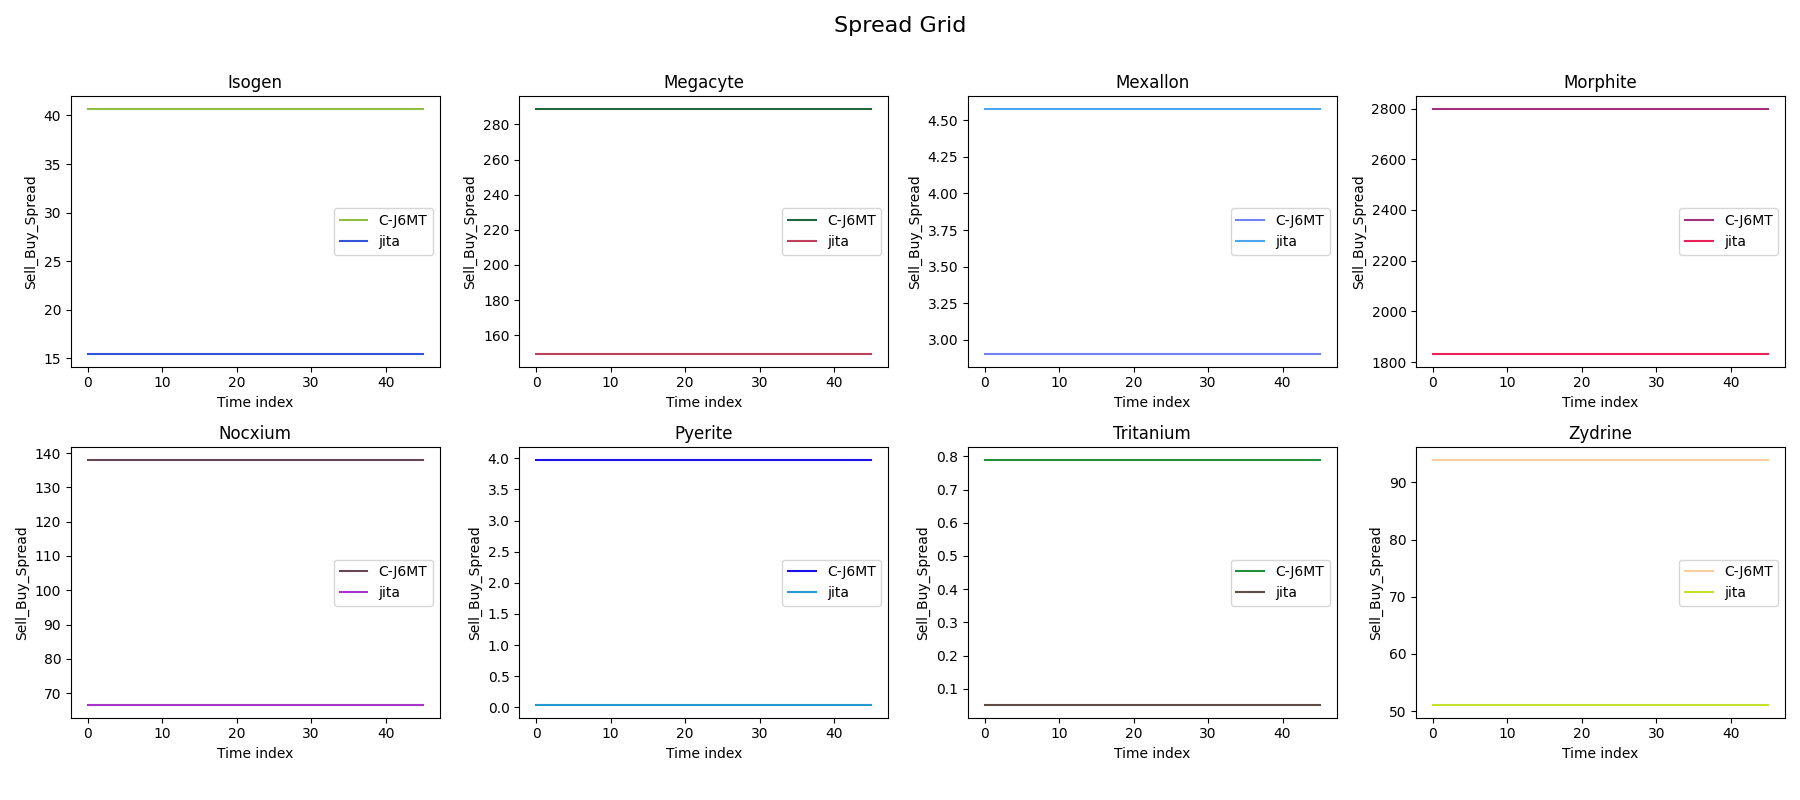 Spread Grid
Isogen
Sell_Buy_Spread
40
35
30
25
20
15
C-J6MT
jita
0 10 20 30 40
Time index
Megacyte
Sell_Buy_Spread
280
260
240
220
200
180
160
C-J6MT
jita
0 10 20 30 40
Time index
Mexallon
Sell_Buy_Spread
4.50
4.25
4.00
3.75
3.50
3.25
3.00
C-J6MT
jita
0 10 20 30 40
Time index
Morphite
Sell_Buy_Spread
2800
2600
2400
2200
2000
1800
C-J6MT
jita
0 10 20 30 40
Time index
Nocxium
Sell_Buy_Spread
140
130
120
110
100
90
80
70
C-J6MT
jita
0 10 20 30 40
Time index
Pyerite
Sell_Buy_Spread
4.0
3.5
3.0
2.5
2.0
1.5
1.0
0.5
0.0
C-J6MT
jita
0 10 20 30 40
Time index
Tritanium
Sell_Buy_Spread
0.8
0.7
0.6
0.5
0.4
0.3
0.2
0.1
C-J6MT
jita
0 10 20 30 40
Time index
Zydrine
Sell_Buy_Spread
90
80
70
60
50
C-J6MT
jita
0 10 20 30 40
Time index